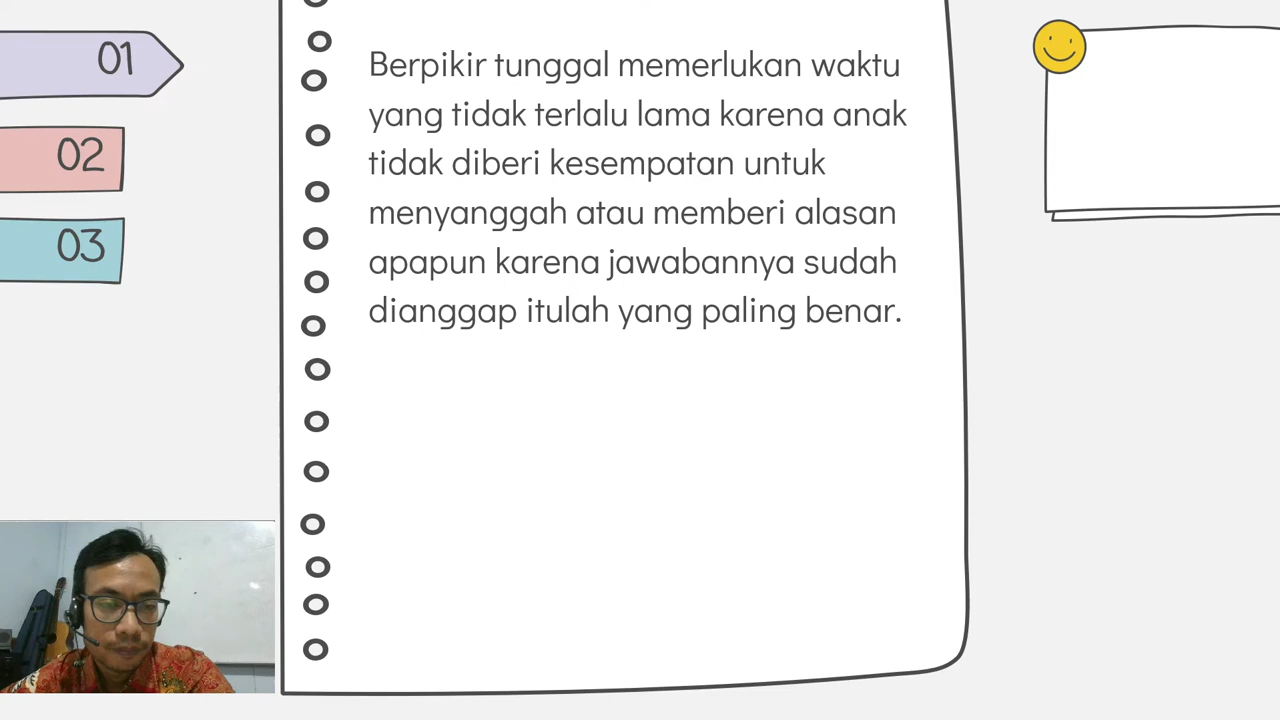 01
02
03
Berpikir tunggal memerlukan waktu
yang tidak terlalu lama karena anak
tidak diberi kesempatan untuk
menyanggah atau memberi alasan
apapun karena jawabannya sudah
dianggap itulah yang paling benar.